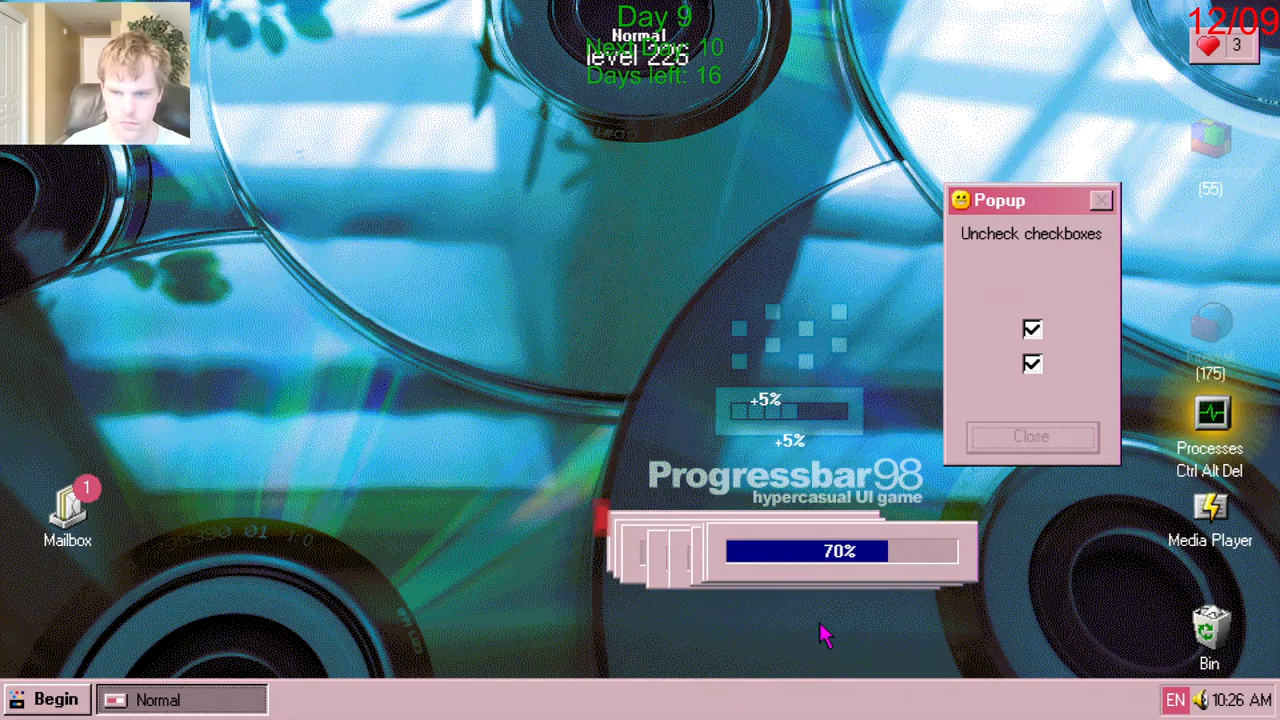 Day 9
Normal
Next Day: 10
level 226
Days left: 16
12/09
3
(55)
Popup
Uncheck checkboxes
(175)
+5%
+5%
Close
Processes
Ctrl Alt Del
Progressbar98
hypercasual UI game
1
Mailbox
Media Player
70%
Bin
Begin
Normal
EN
10:26 AM